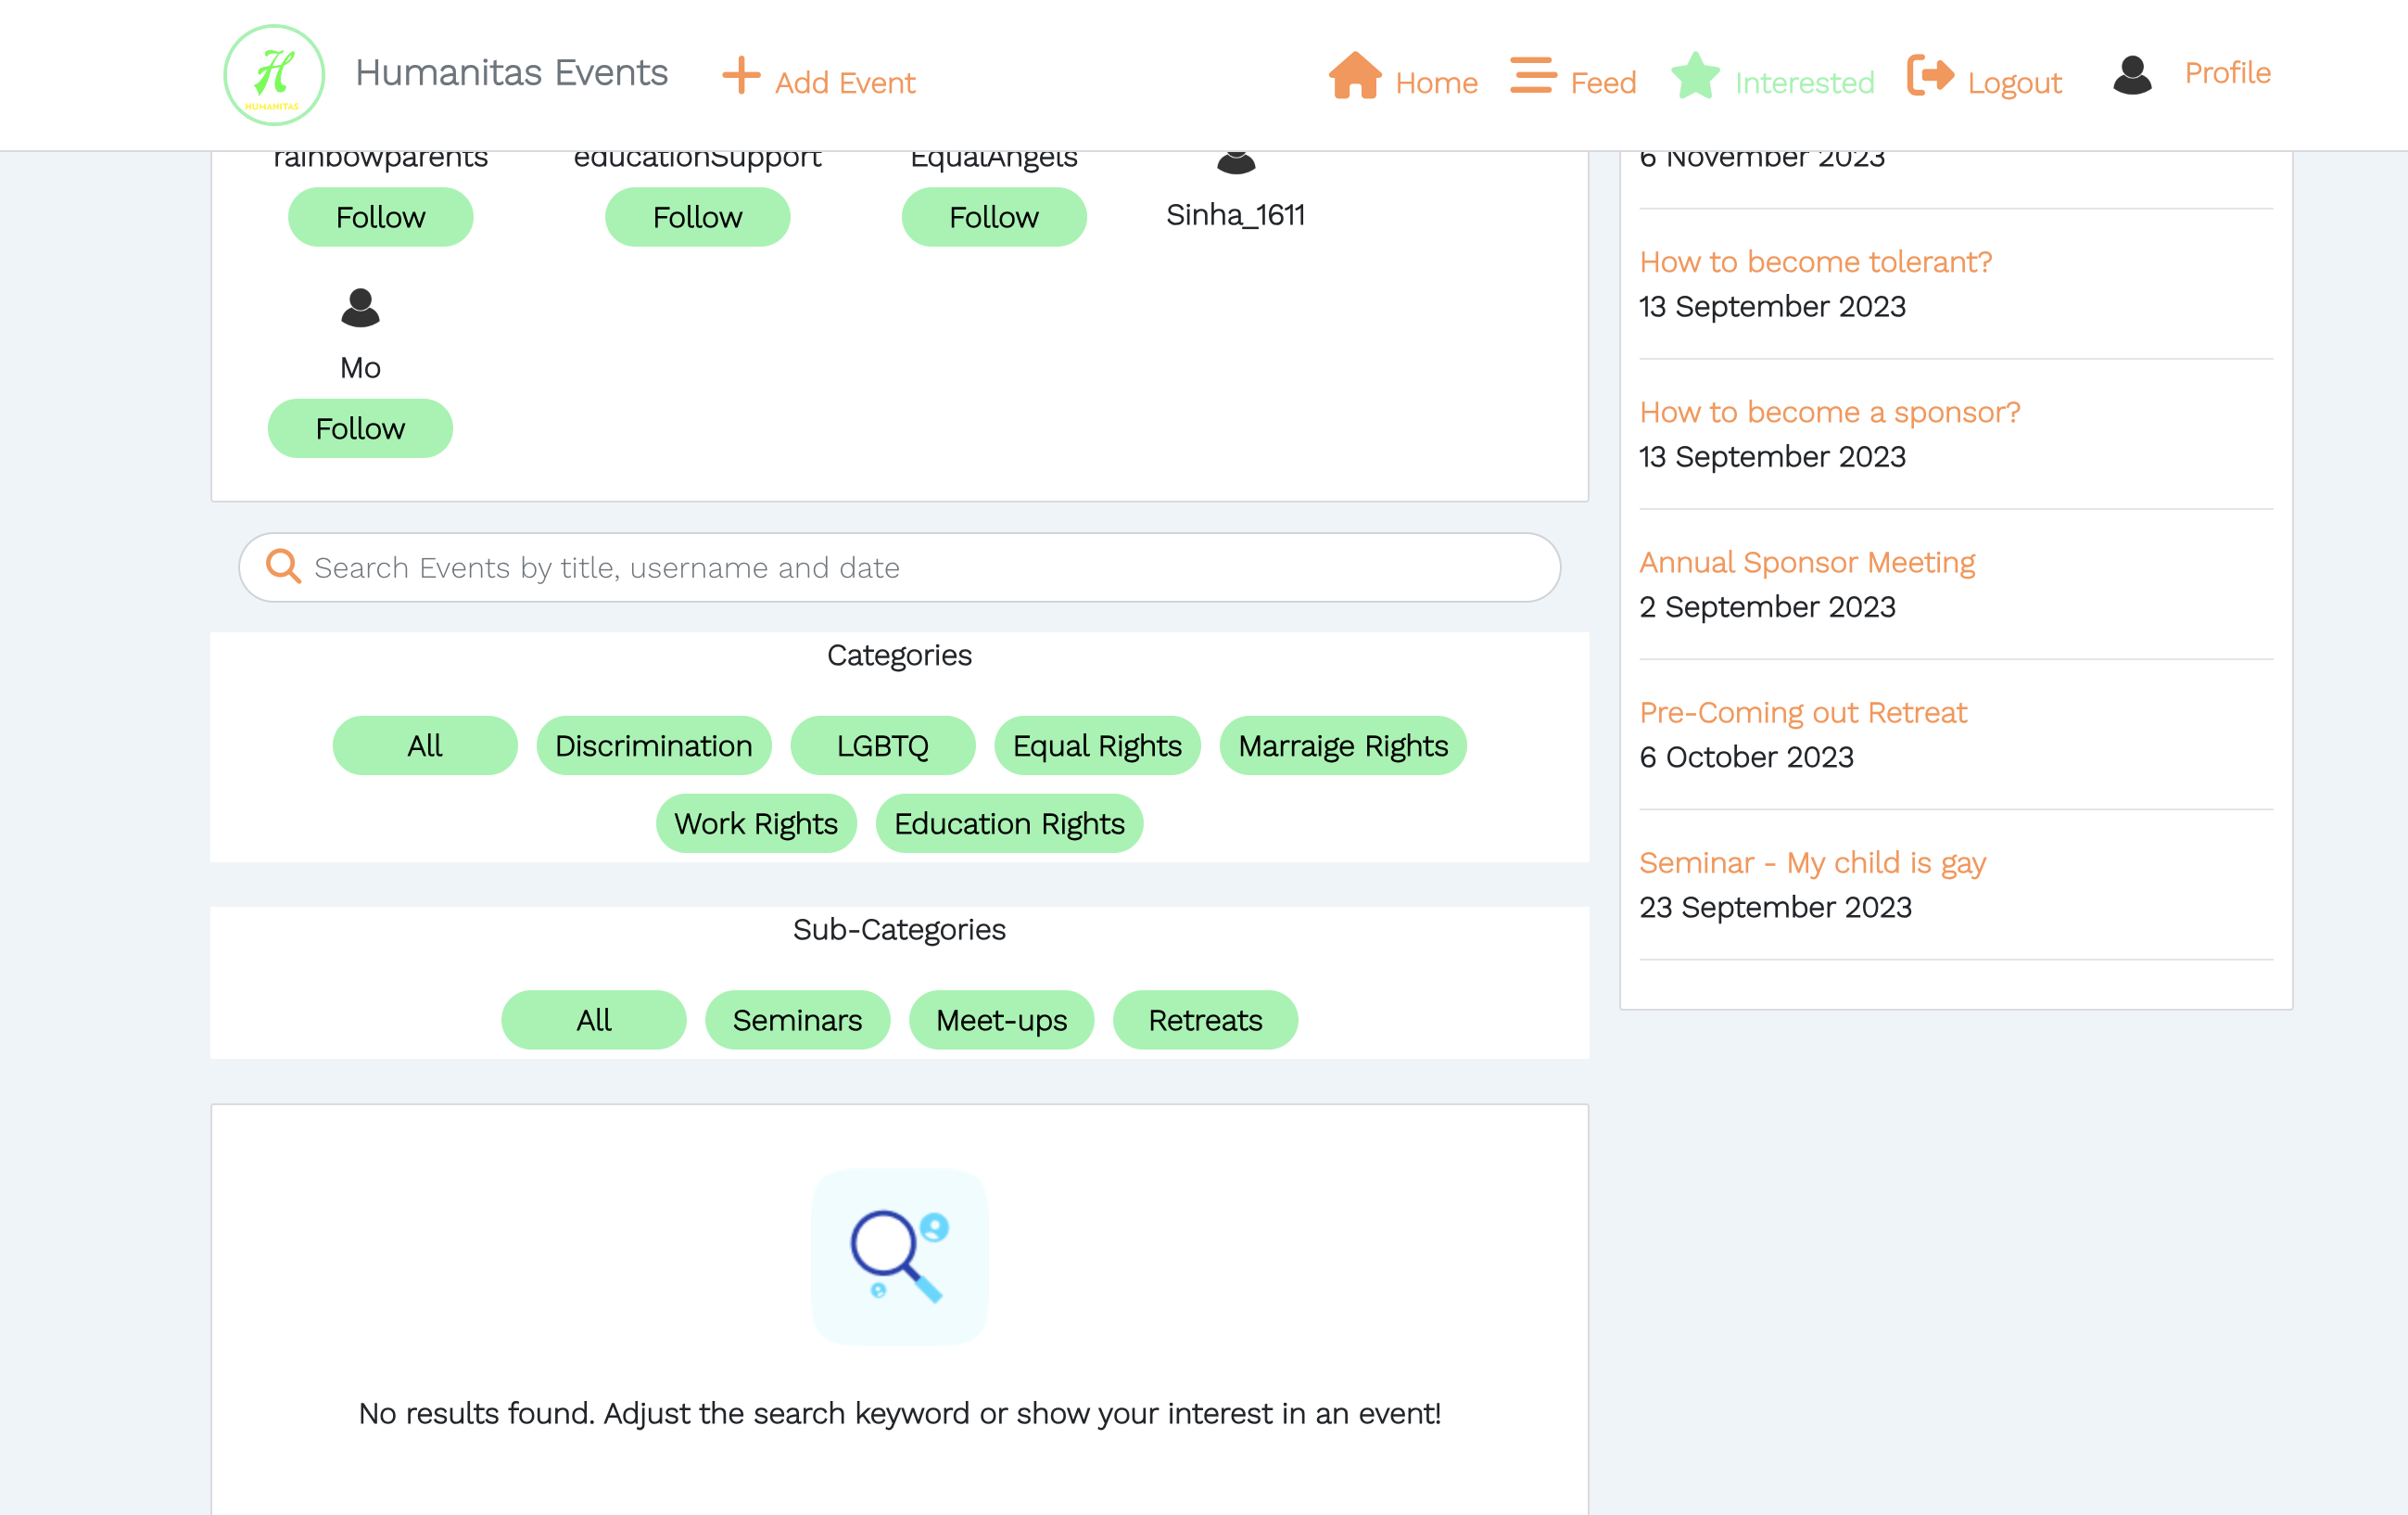 H
HUMANITAS
Humanitas Events
Add Event
Home
Feed
Interested
Logout
Profile
rainbowparents
educationSupport
EqualAngels
Follow
Follow
Follow
Sinha_1611
Mo
Follow
Search Events by title, username and date
Categories
All
Discrimination
LGBTQ
Equal Rights
Marraige Rights
Work Rights
Education Rights
Sub-Categories
All
Seminars
Meet-ups
Retreats
No results found. Adjust the search keyword or show your interest in an event!
6 November 2023
How to become tolerant?
13 September 2023
How to become a sponsor?
13 September 2023
Annual Sponsor Meeting
2 September 2023
Pre-Coming out Retreat
6 October 2023
Seminar - My child is gay
23 September 2023